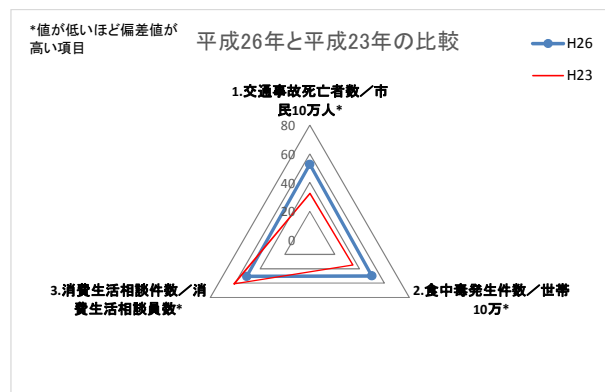 *値が低いほど偏差値が
高い項目
平成26年と平成23年の比較
H26
H23
1.交通事故死亡者数／市
民10万人*
80
60
40
20
0
3.消費生活相談件数／消
費生活相談員数*
2.食中毒発生件数／世帯
10万*